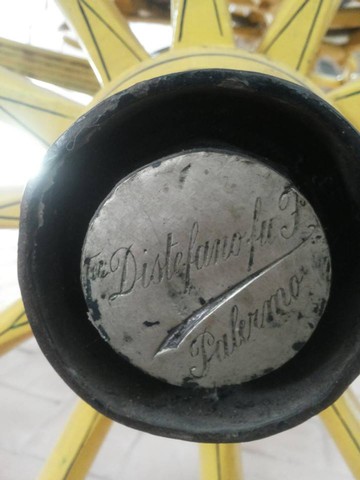 Distefano fu F.
Palermo